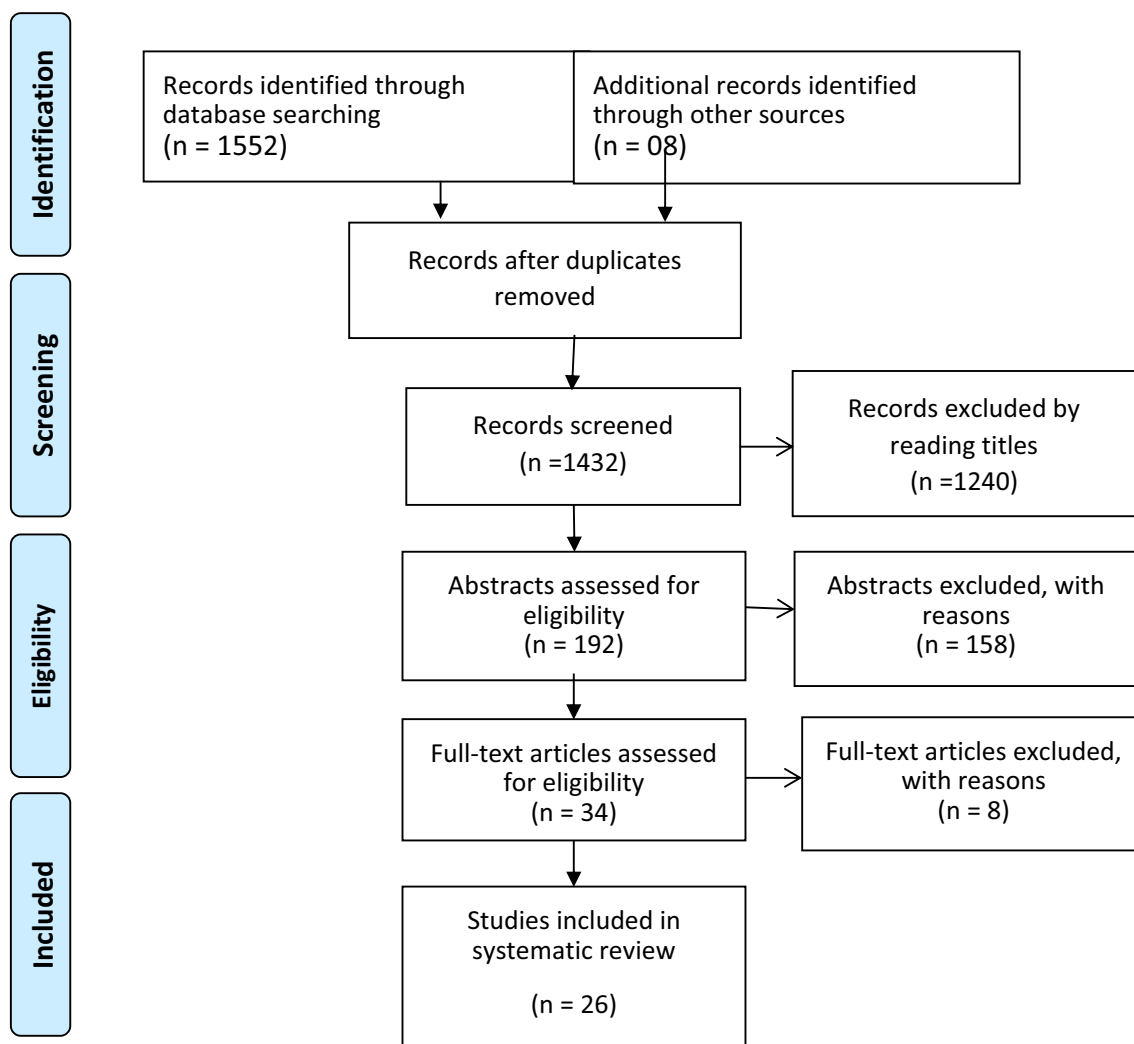 Identification
Records identified through
database searching
(n = 1552)
Additional records identified
through other sources
(n = 08)
Records after duplicates
removed
Screening
Records screened
(n =1432)
Records excluded by
reading titles
(n =1240)
Eligibility
Abstracts assessed for
eligibility
(n = 192)
Abstracts excluded, with
reasons
(n = 158)
Full-text articles assessed
for eligibility
(n = 34)
Full-text articles excluded,
with reasons
(n = 8)
Included
Studies included in
systematic review
(n = 26)